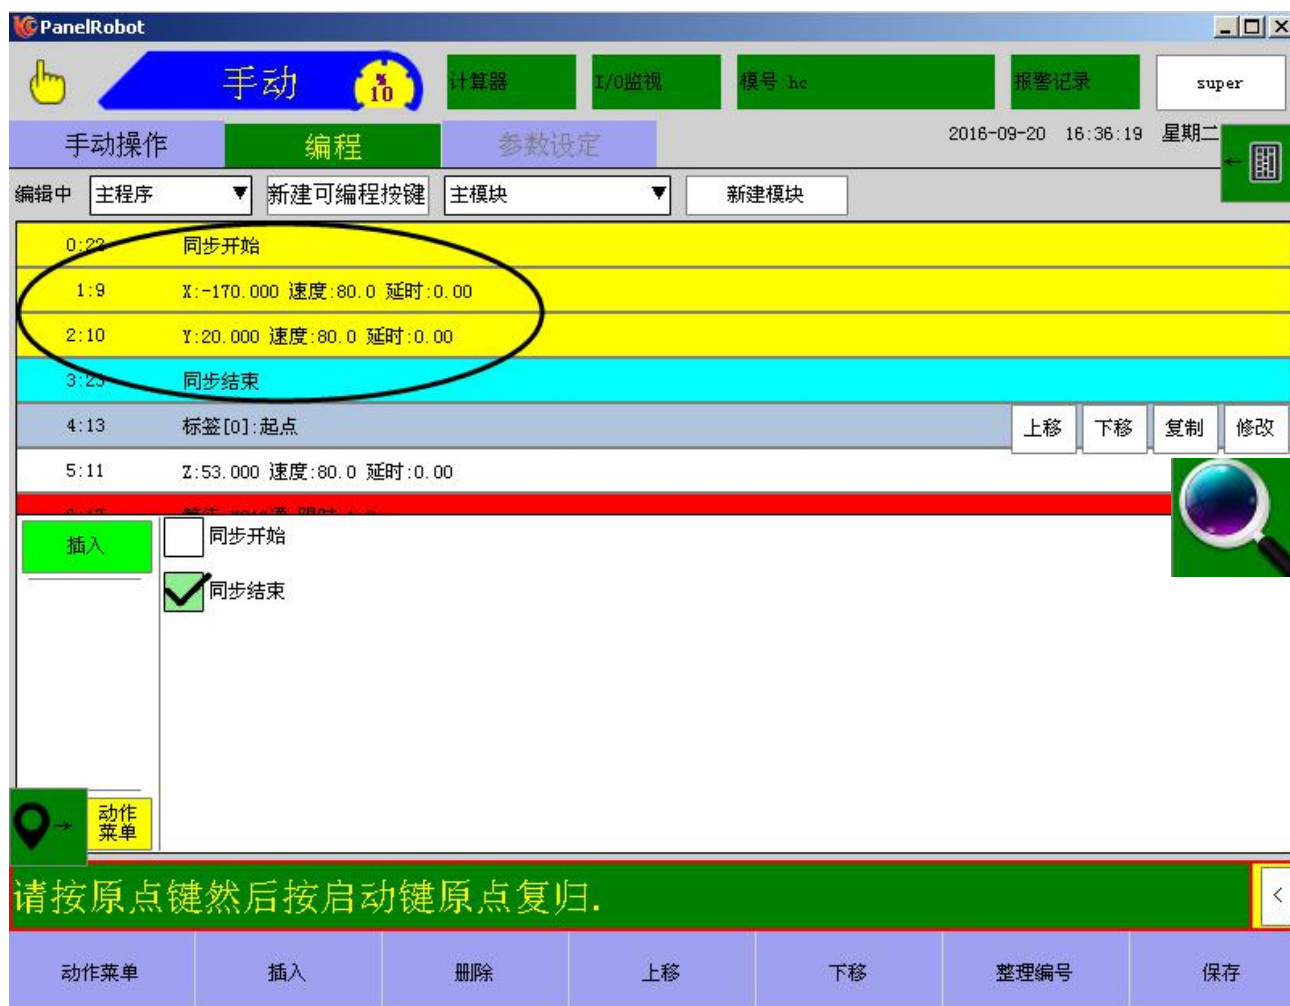 PanelRobot
手动 % 10 计算器 I/O监视 模号:hc 报警记录 super
手动操作 编程 参数设定 2016-09-20 16:36:19 星期二
编辑中 主程序 新建可编程按键 主模块 新建模块
0:22 同步开始
1:9 X:-170.000 速度:80.0 延时:0.00
2:10 Y:20.000 速度:80.0 延时:0.00
3:23 同步结束
4:13 标签[0]:起点 上移 下移 复制 修改
5:11 Z:53.000 速度:80.0 延时:0.00
插入 同步开始
同步结束
动作
菜单
请按原点键然后按启动键原点复归.
动作菜单 插入 删除 上移 下移 整理编号 保存